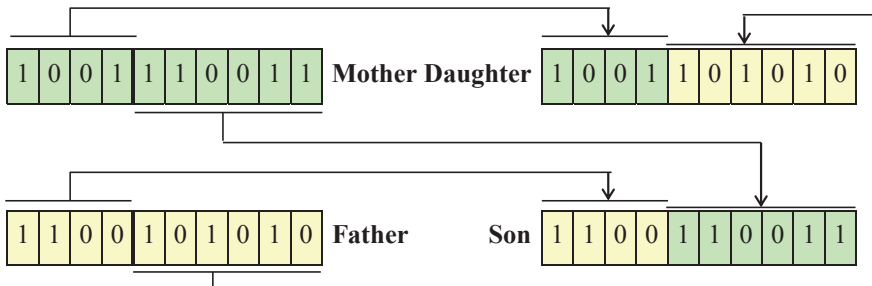 1 0 0 1 1 1 0 0 1 1 Mother Daughter 1 0 0 1 1 0 1 0 1 0
1 1 0 0 1 0 1 0 1 0 Father Son 1 1 0 0 1 1 0 0 1 1